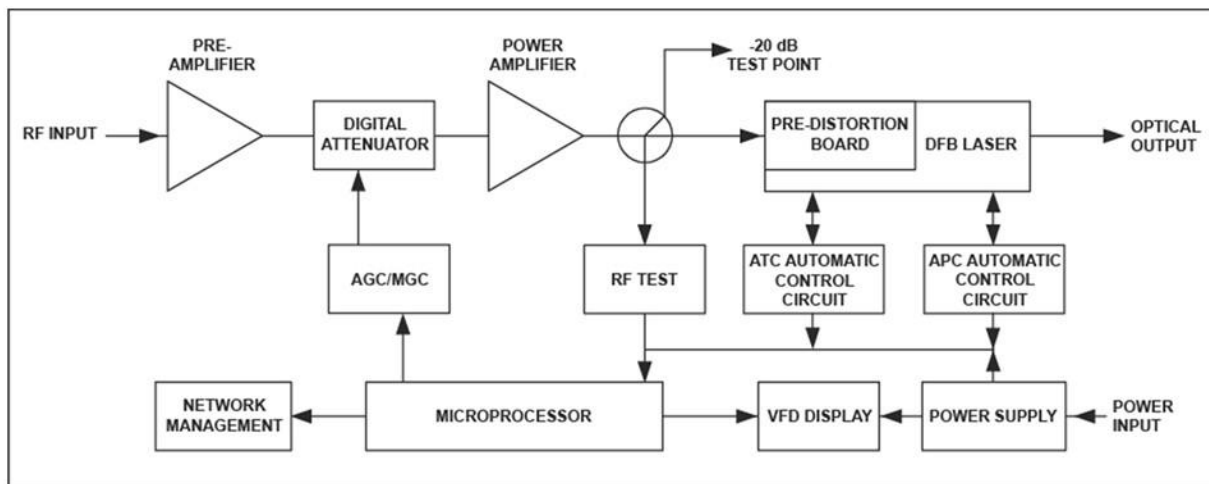 PRE-
AMPLIFIER
POWER
AMPLIFIER
-20 dB
TEST POINT
RF INPUT
DIGITAL
ATTENUATOR
PRE-DISTORTION
BOARD
DFB LASER
OPTICAL
OUTPUT
AGC/MGC
RF TEST
ATC AUTOMATIC
CONTROL
CIRCUIT
APC AUTOMATIC
CONTROL
CIRCUIT
NETWORK
MANAGEMENT
MICROPROCESSOR
VFD DISPLAY
POWER SUPPLY
POWER
INPUT